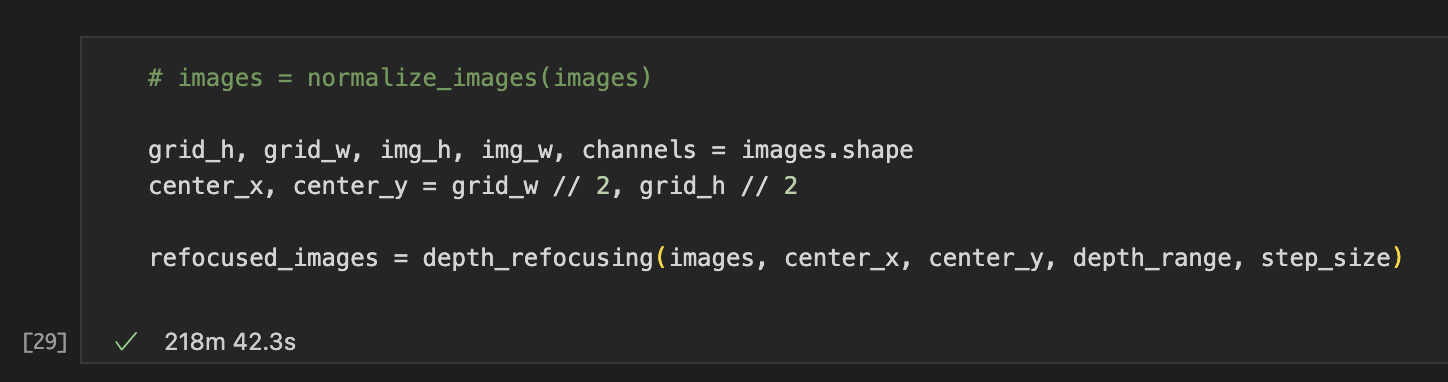 # images = normalize_images(images)
grid_h, grid_w, img_h, img_w, channels = images.shape
center_x, center_y = grid_w // 2, grid_h // 2
refocused_images = depth_refocusing(images, center_x, center_y, depth_range, step_size)
[29] 218m 42.3s